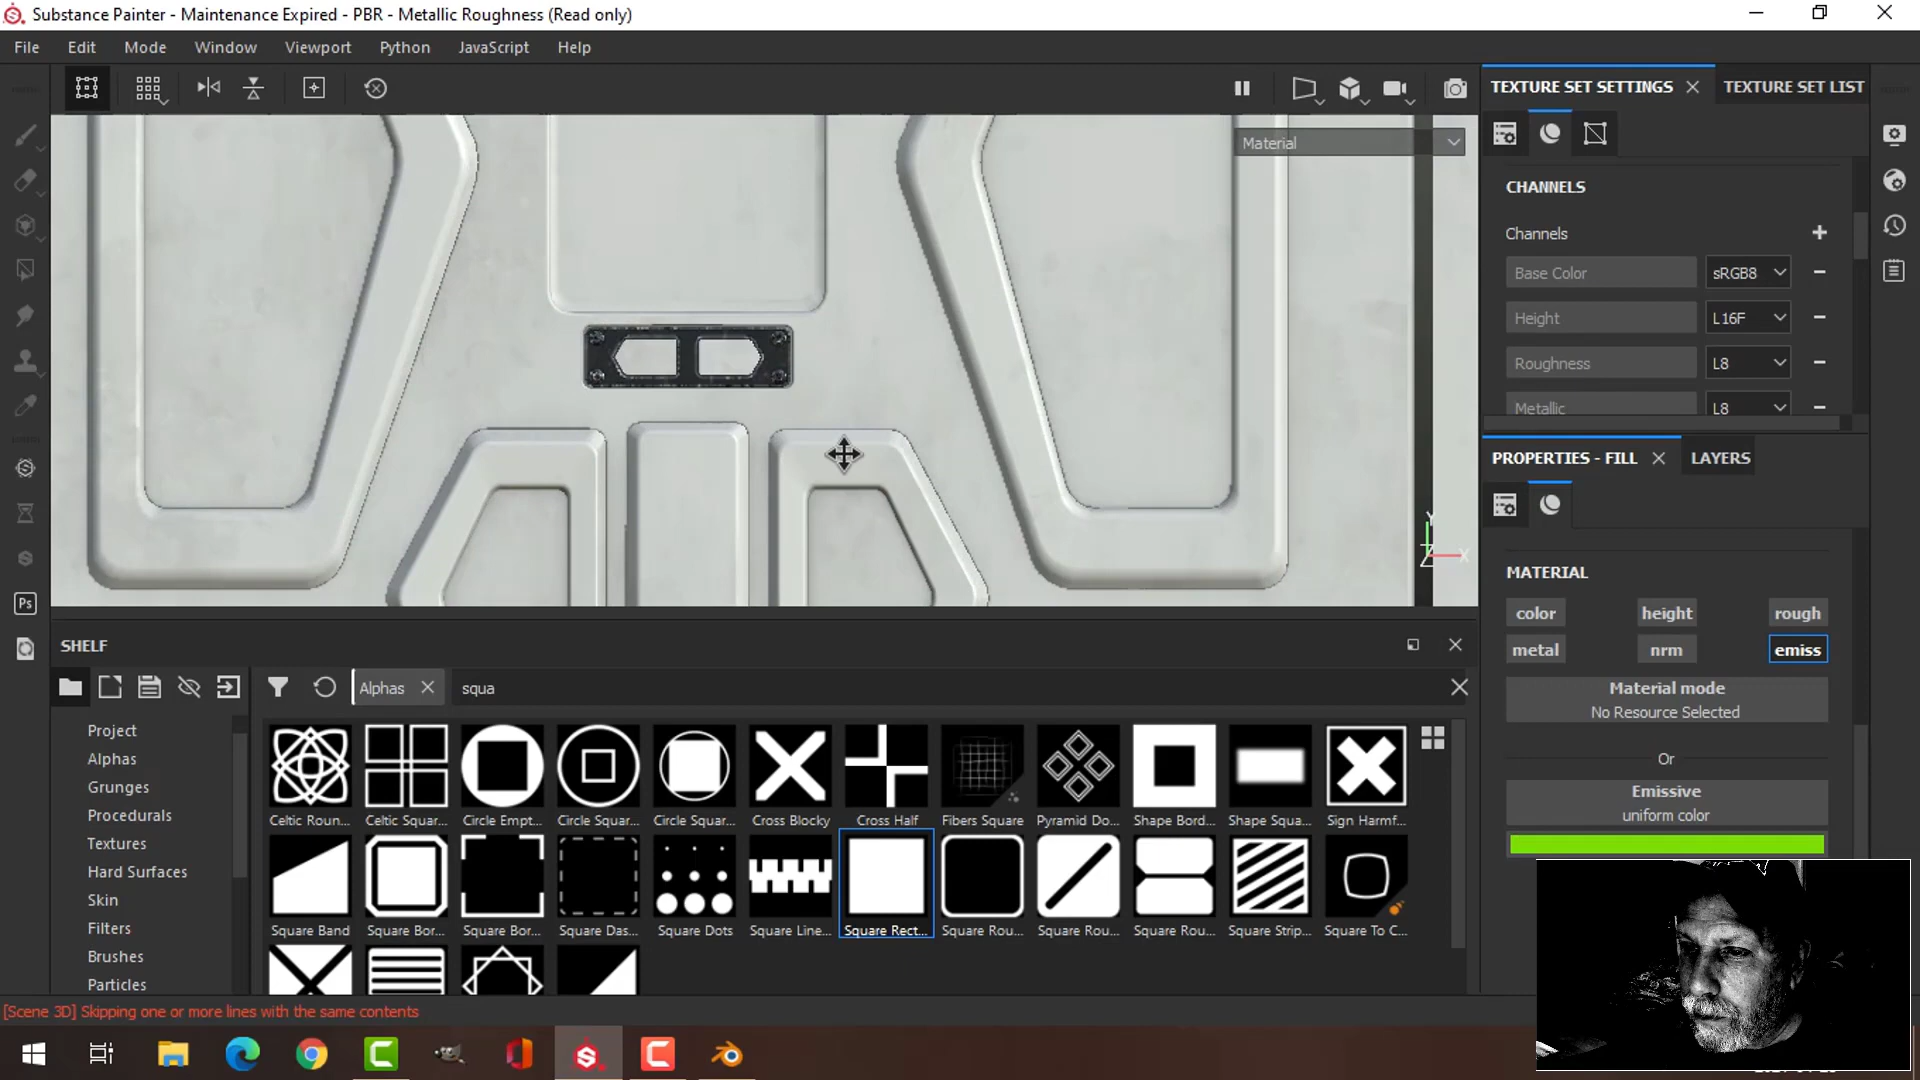 Substance Painter - Maintenance Expired - PBR - Metallic Roughness (Read only)
File Edit Mode Window Viewport Python JavaScript Help
TEXTURE SET SETTINGS
TEXTURE SET LIST
Material
CHANNELS
Channels
Base Color sRGB8
Height L16F
Roughness L8
Metallic L8
Y
X
Z
PROPERTIES - FILL
LAYERS
MATERIAL
color height rough
metal nrm emiss
Material mode
No Resource Selected
Or
Emissive
uniform color
Ps
SHELF
Alphas
squa
Project
Alphas
Grunges
Procedurals
Textures
Hard Surfaces
Skin
Filters
Brushes
Particles
Celtic Roun... Celtic Squar... Circle Empt... Circle Squar... Circle Squar... Cross Blocky Cross Half Fibers Square Pyramid Do... Shape Bord... Shape Squa... Sign Harmf...
Square Band Square Bor... Square Bor... Square Das... Square Dots Square Line... Square Rect... Square Rou... Square Rou... Square Rou... Square Strip... Square To C...
[Scene 3D] Skipping one or more lines with the same contents